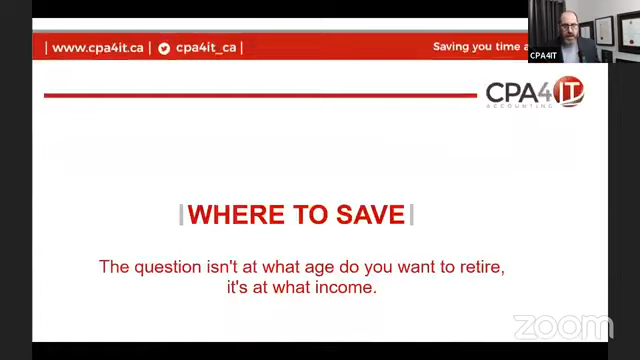 | www.cpa4it.ca | cpa4it_ca |
Saving you time a
CPA4IT
CPA4IT
ACCOUNTING
|WHERE TO SAVE|
The question isn't at what age do you want to retire,
it's at what income.
zoom